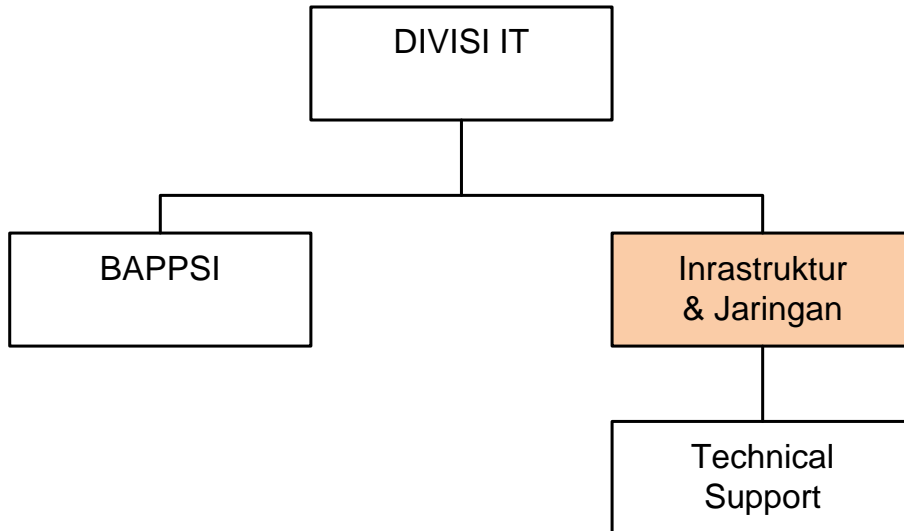 DIVISI IT
BAPPSI
Inrastruktur
& Jaringan
Technical
Support